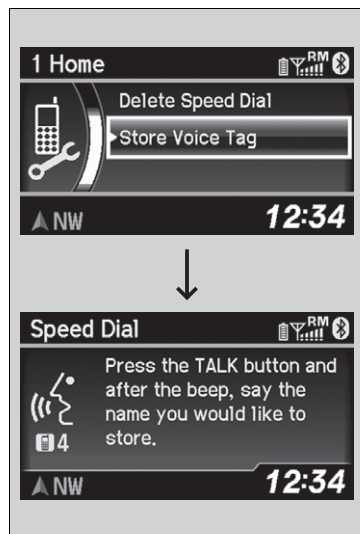 1 Home RM
Delete Speed Dial
Store Voice Tag
NW 12:34
Speed Dial RM
Press the TALK button and
after the beep, say the
name you would like to
store.
4
NW 12:34